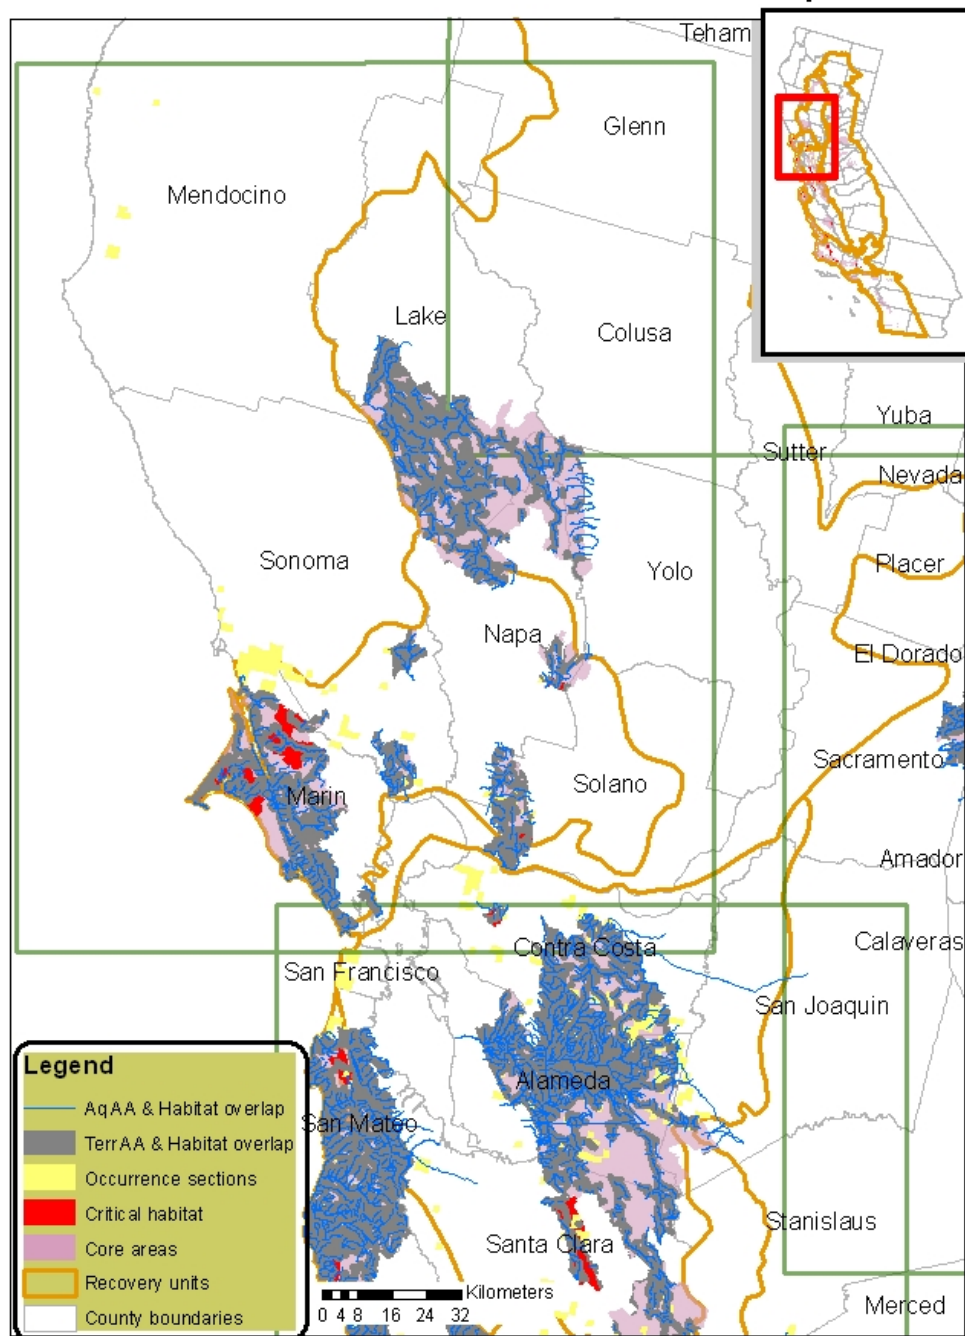 Teham
Glenn
Mendocino
Lake
Colusa
Yuba
Sutter
Nevada
Sonoma
Yolo
Placer
Napa
El Dorado
Sacramento
Solano
Marin
Amador
Contra Costa
Calaveras
San Francisco
San Joaquin
Alameda
San Mateo
Stanislaus
Santa Clara
Merced
Legend
AqAA & Habitat overlap
TerrAA & Habitat overlap
Occurrence sections
Critical habitat
Core areas
Recovery units
County boundaries
Kilometers
0 4 8 16 24 32